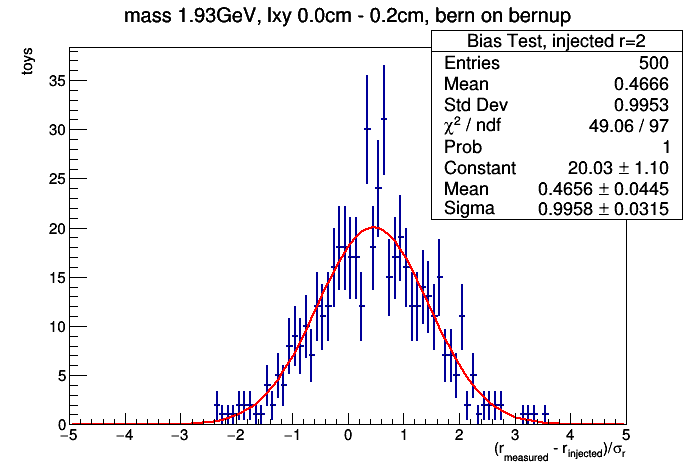 mass 1.93GeV, lxy 0.0cm - 0.2cm, bern on bernup
Bias Test, injected r=2
Entries 500
Mean 0.4666
Std Dev 0.9953
χ² / ndf 49.06 / 97
Prob 1
Constant 20.03 ± 1.10
Mean 0.4656 ± 0.0445
Sigma 0.9958 ± 0.0315
toys
35
30
25
20
15
10
5
0
−5 −4 −3 −2 −1 0 1 2 3 4 5
(r_measured - r_injected)/σ_r